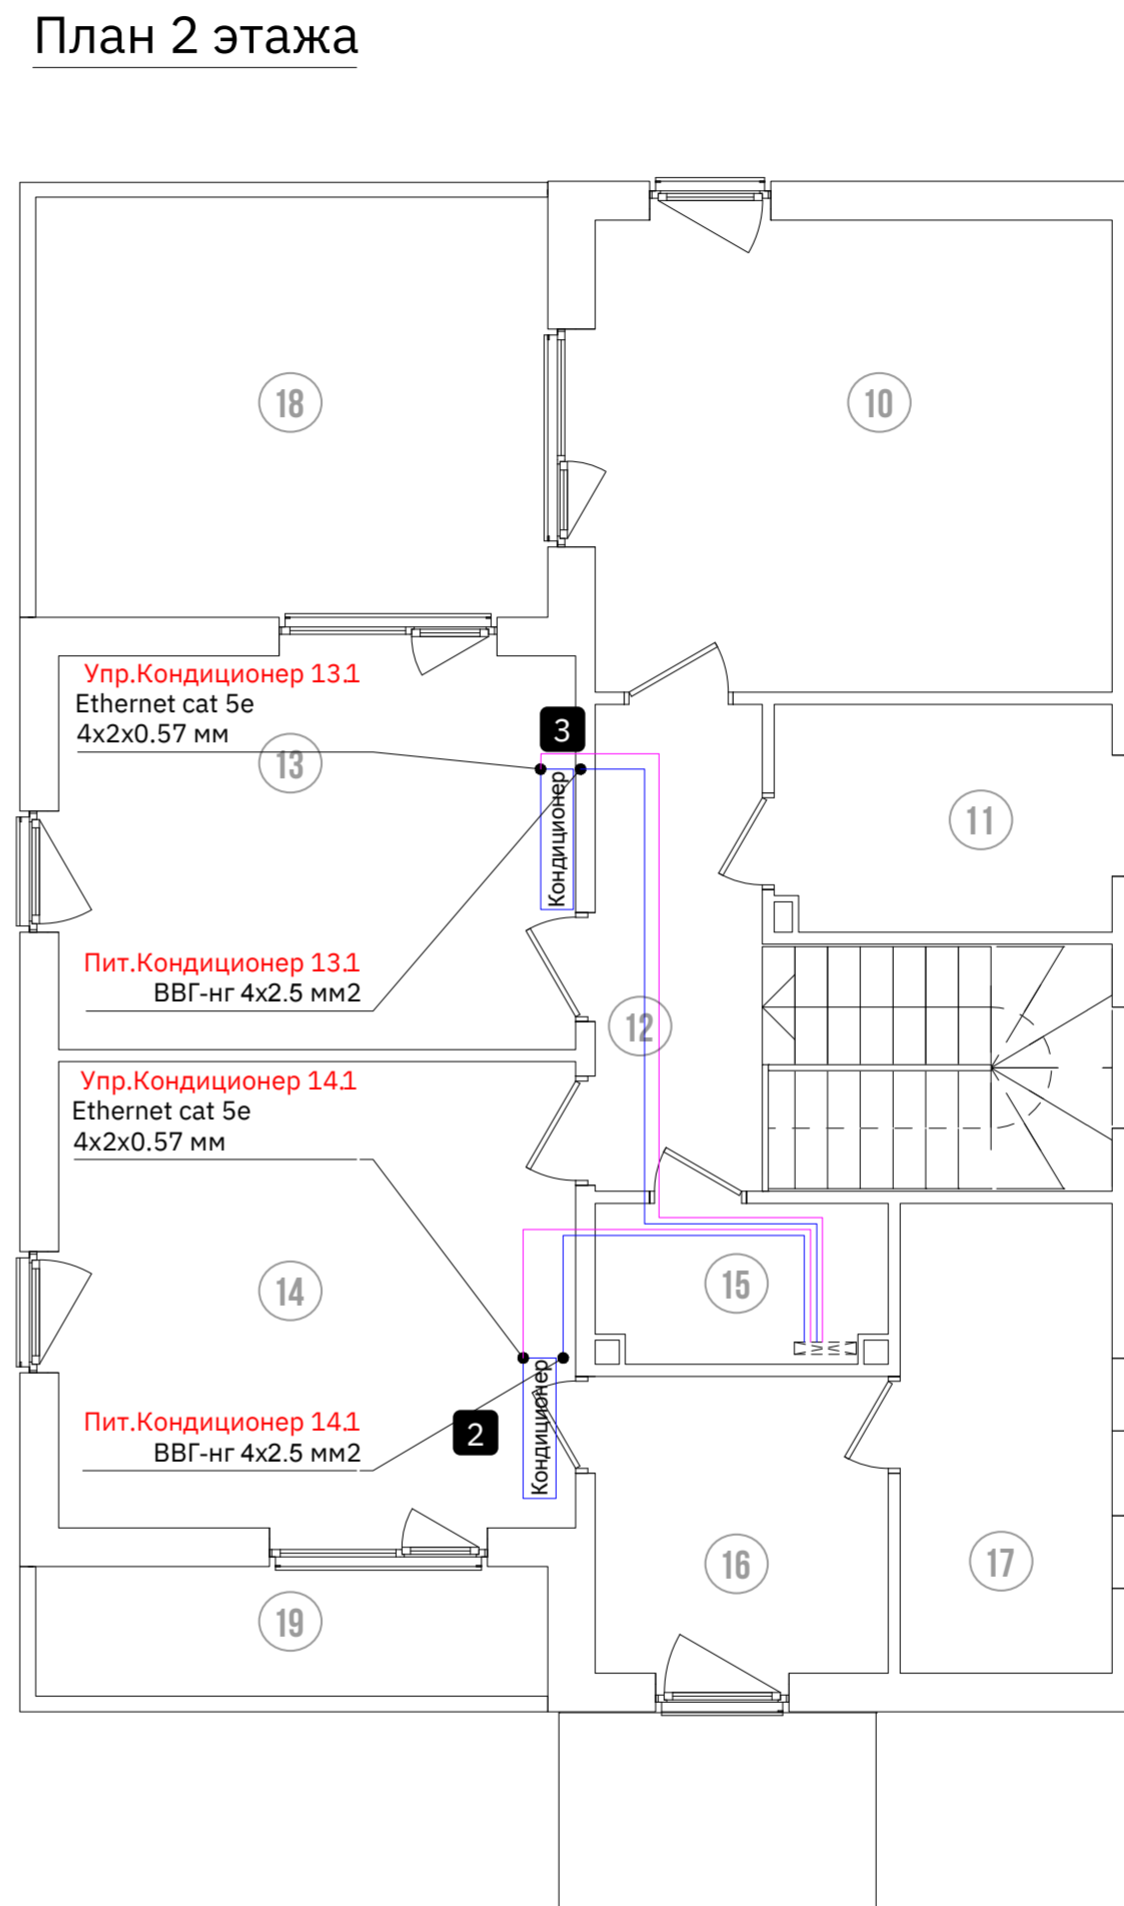 План 2 этажа
18
10
Упр.Кондиционер 13.1
Ethernet cat 5e
4x2x0.57 мм
13
3
Кондиционер
11
Пит.Кондиционер 13.1
ВВГ-нг 4x2.5 мм2
12
Упр.Кондиционер 14.1
Ethernet cat 5e
4x2x0.57 мм
14
15
Пит.Кондиционер 14.1
ВВГ-нг 4x2.5 мм2
2
Кондиционер
16
17
19